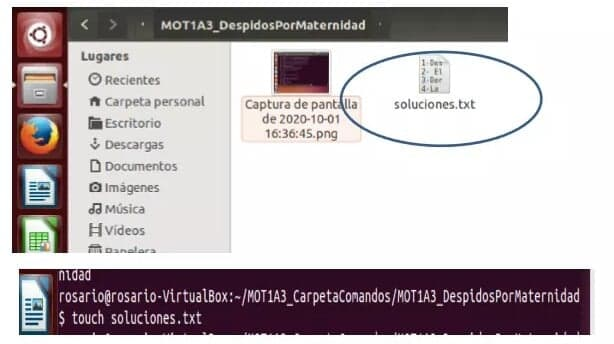 MOT1A3_DespidosPorMaternidad
Lugares
Recientes
Carpeta personal
Escritorio
Descargas
Documentos
Imágenes
Música
Vídeos
Papelera
Captura de pantalla
de 2020-10-01
16:36:45.png
1-Des
2- El
3-Dor
4-La
soluciones.txt
nidad
rosario@rosario-VirtualBox:~/MOT1A3_CarpetaComandos/MOT1A3_DespidosPorMaternidad
$ touch soluciones.txt